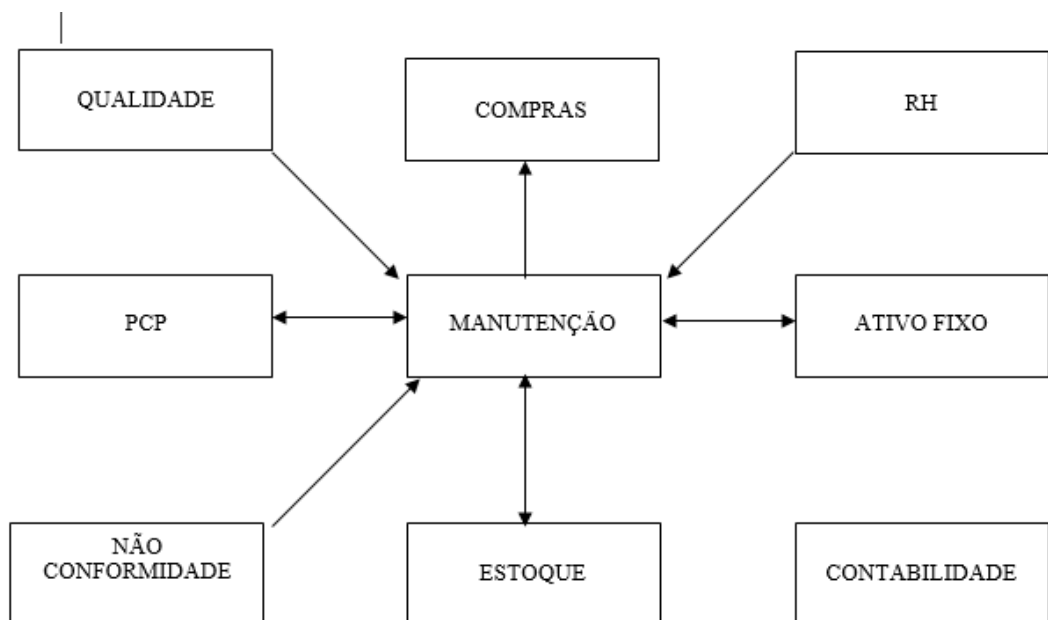 QUALIDADE
COMPRAS
RH
PCP
MANUTENÇÃO
ATIVO FIXO
NÃO
CONFORMIDADE
ESTOQUE
CONTABILIDADE